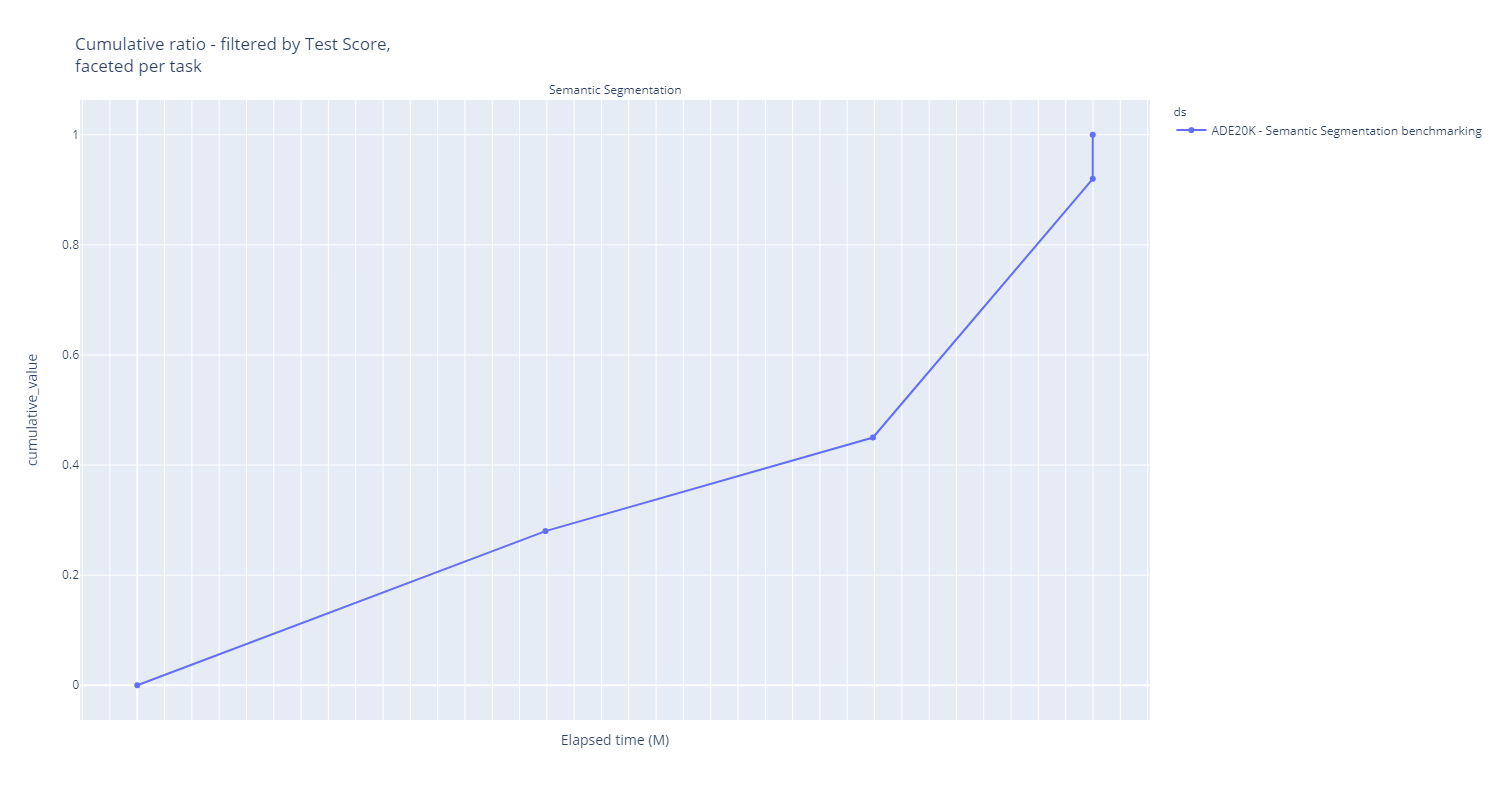 Cumulative ratio - filtered by Test Score,
faceted per task
Semantic Segmentation
ds
ADE20K - Semantic Segmentation benchmarking
1
0.8
0.6
0.4
0.2
0
cumulative_value
Elapsed time (M)